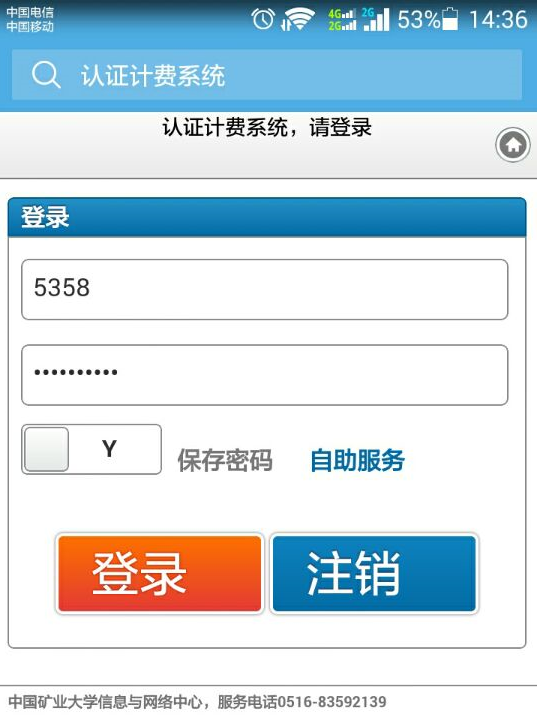 中国电信
中国移动
4G 2G 2G 53% 14:36
认证计费系统
认证计费系统，请登录
登录
5358
••••••••••
Y 保存密码 自助服务
登录 注销
中国矿业大学信息与网络中心，服务电话0516-83592139